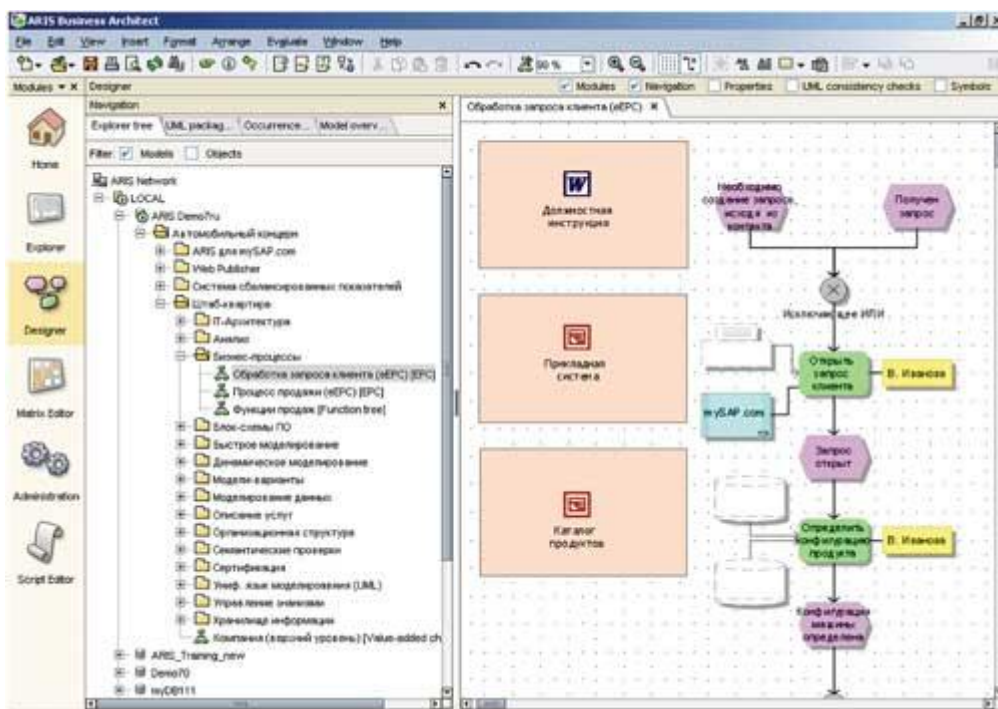 ARIS Business Architect
File Edit View Insert Format Arrange Evaluate Window Help
90 %
Modules Designer Modules Navigation Properties UML consistency checks Symbols
Navigation
Explorer tree UML packag... Occurrence... Model overv...
Filter: Models Objects
Home
Explorer
Designer
Matrix Editor
Administration
Script Editor
ARIS Network
LOCAL
ARIS Demo7ru
Автомобильный концерн
ARIS для mySAP.com
Web Publisher
Система сбалансированных показателей
Штаб-квартира
IT-Архитектура
Анализ
Бизнес-процессы
Обработка запроса клиента (eEPC) [EPC]
Процесс продажи (eEPC) [EPC]
Функции продаж [Function tree]
Блок-схемы ПО
Быстрое моделирование
Динамическое моделирование
Модели-варианты
Моделирование данных
Описание услуг
Организационная структура
Семантические проверки
Сертификация
Униф. язык моделирования (UML)
Управление знаниями
Хранилище информации
Компания (верхний уровень) [Value-added ch
ARIS_Training_new
Demo70
myDB111
Обработка запроса клиента (eEPC)
Должностная
инструкция
Прикладная
система
Каталог
продуктов
Необходимо
создание запроса
исходя из
контакта
Получен
запрос
Исключающее ИЛИ
Открыть
запрос
клиента
В. Иванова
mySAP.com
Запрос
открыт
Определить
конфигурацию
продукта
В. Иванова
Конфигурация
машины
определена